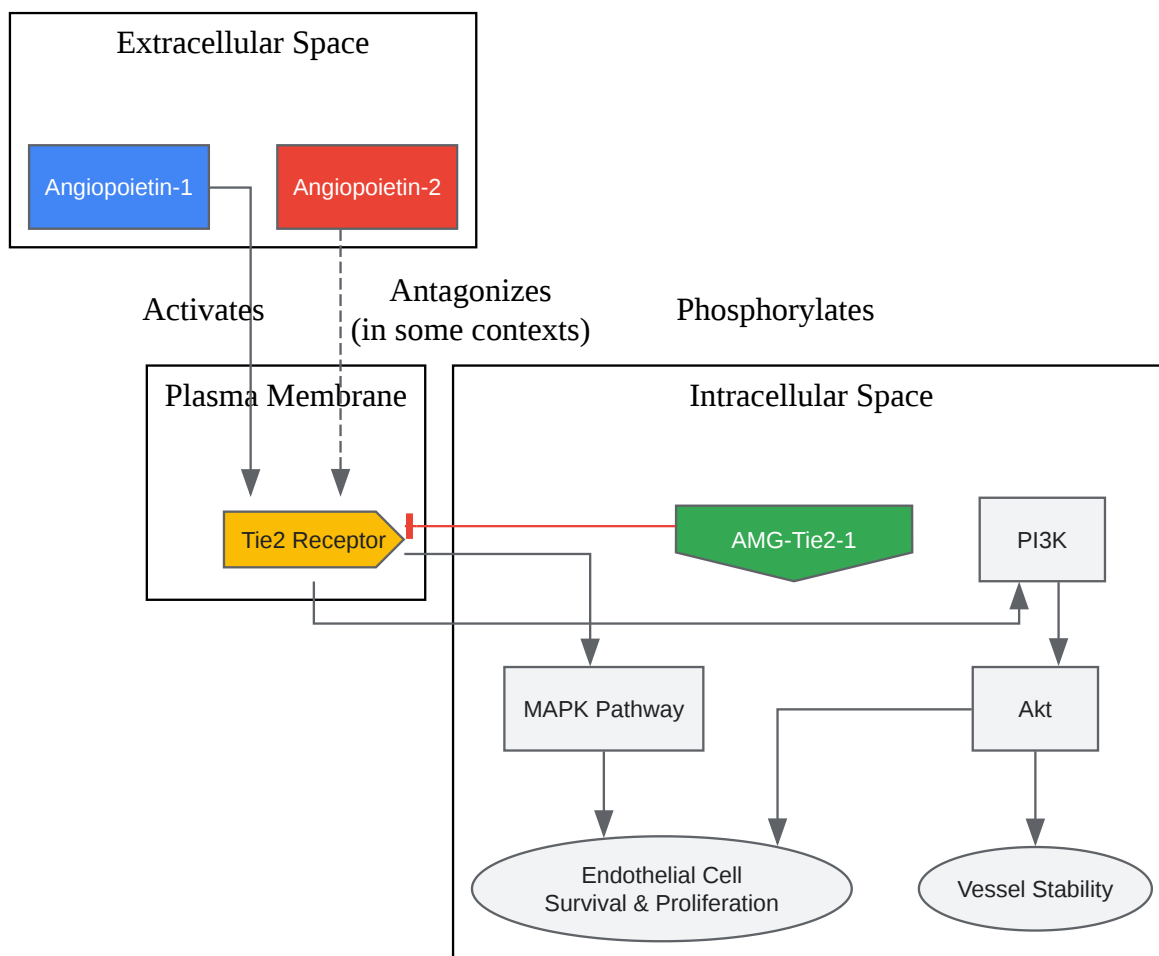 Extracellular Space
Angiopoietin-1
Angiopoietin-2
Activates
Antagonizes
(in some contexts)
Phosphorylates
Plasma Membrane
Intracellular Space
Tie2 Receptor
AMG-Tie2-1
PI3K
MAPK Pathway
Akt
Endothelial Cell
Survival & Proliferation
Vessel Stability